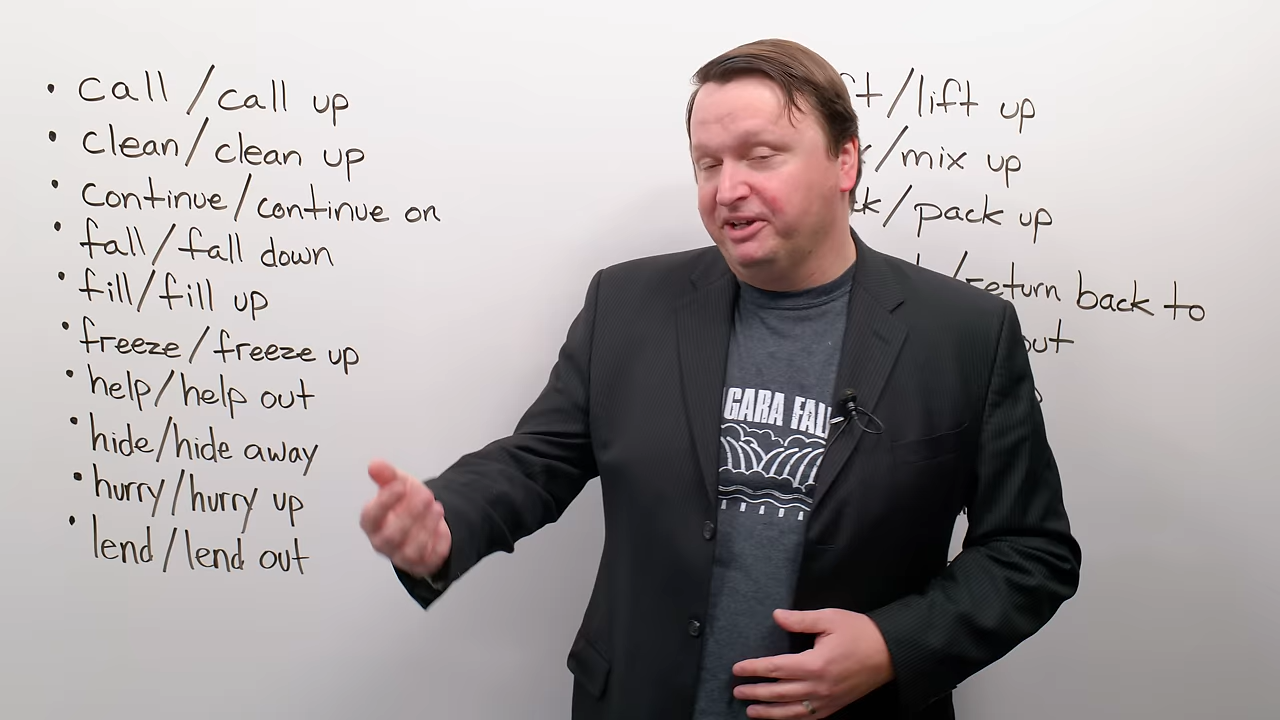 • call / call up
• clean / clean up
• continue / continue on
• fall / fall down
• fill / fill up
• freeze / freeze up
• help / help out
• hide / hide away
• hurry / hurry up
• lend / lend out
/ lift up
/ mix up
/ pack up
/ return back to
out
GARA FAL